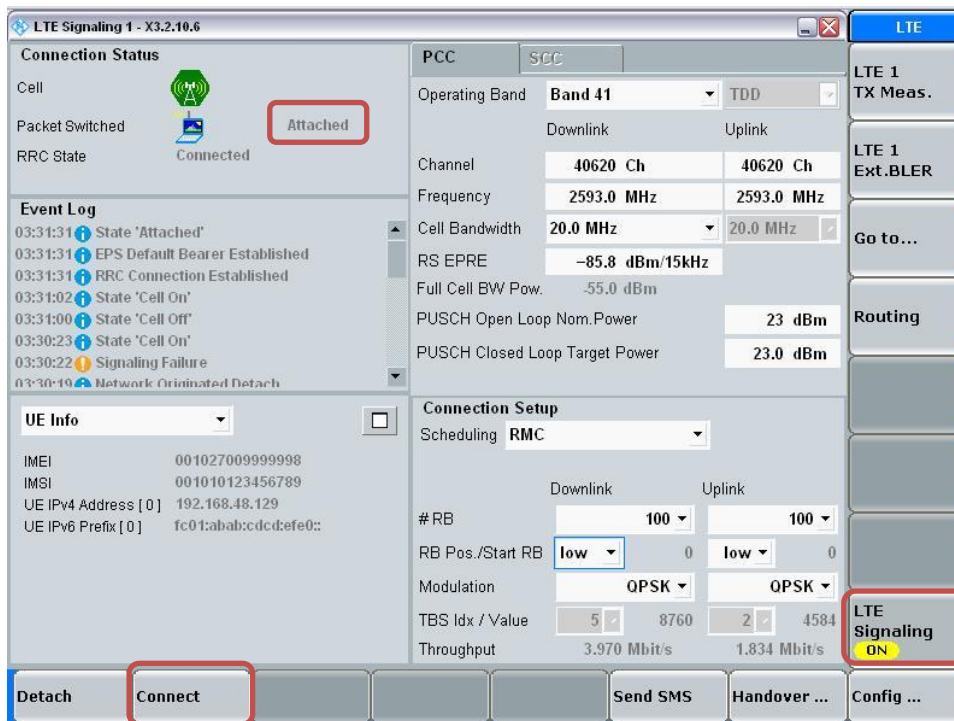 LTE Signaling 1 - X3.2.10.6
LTE
Connection Status
Cell
Packet Switched Attached
RRC State Connected
Event Log
03:31:31 State 'Attached'
03:31:31 EPS Default Bearer Established
03:31:31 RRC Connection Established
03:31:02 State 'Cell On'
03:31:00 State 'Cell Off'
03:30:23 State 'Cell On'
03:30:22 Signaling Failure
03:30:19 Network Originated Detach
UE Info
IMEI 001027009999998
IMSI 001010123456789
UE IPv4 Address [ 0 ] 192.168.48.129
UE IPv6 Prefix [ 0 ] fc01:abab:cdcd:efe0::
PCC SCC
Operating Band Band 41 TDD
Downlink Uplink
Channel 40620 Ch 40620 Ch
Frequency 2593.0 MHz 2593.0 MHz
Cell Bandwidth 20.0 MHz 20.0 MHz
RS EPRE -85.8 dBm/15kHz
Full Cell BW Pow. -55.0 dBm
PUSCH Open Loop Nom.Power 23 dBm
PUSCH Closed Loop Target Power 23.0 dBm
Connection Setup
Scheduling RMC
Downlink Uplink
# RB 100 100
RB Pos./Start RB low 0 low 0
Modulation QPSK QPSK
TBS Idx / Value 5 8760 2 4584
Throughput 3.970 Mbit/s 1.834 Mbit/s
LTE 1
TX Meas.
LTE 1
Ext.BLER
Go to...
Routing
LTE
Signaling
ON
Detach Connect Send SMS Handover ... Config ...